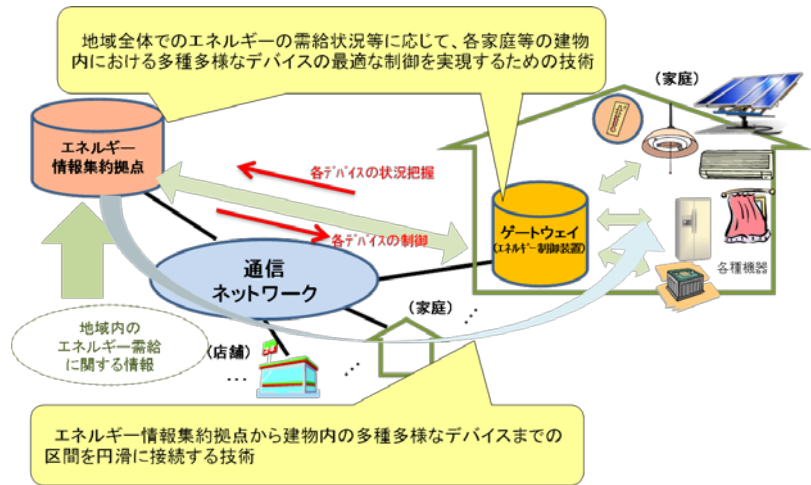 地域全体でのエネルギーの需給状況等に応じて、各家庭等の建物
内における多種多様なデバイスの最適な制御を実現するための技術
(家庭)
エネルギー
情報集約拠点
各ﾃﾞﾊﾞｲｽの状況把握
各ﾃﾞﾊﾞｲｽの制御
ゲートウェイ
(エネルギー制御装置)
各種機器
通信
ネットワーク
(家庭)
…
地域内の
エネルギー需給
に関する情報
(店舗)
…
…
エネルギー情報集約拠点から建物内の多種多様なデバイスまでの
区間を円滑に接続する技術